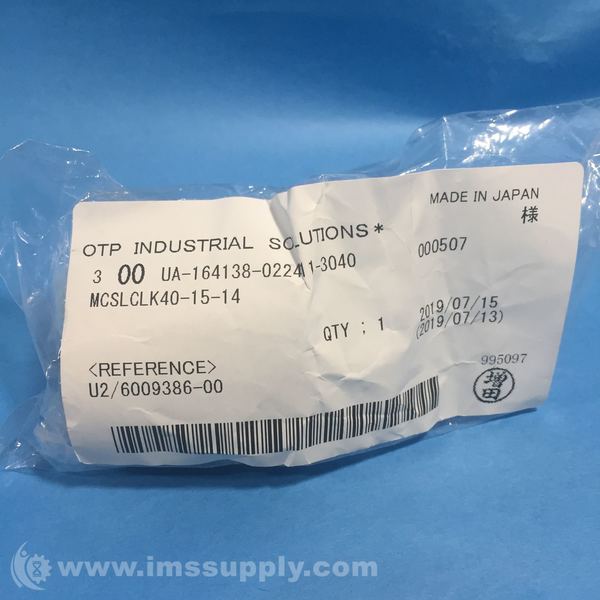 MADE IN JAPAN
様
OTP INDUSTRIAL SOLUTIONS*
000507
3 00 UA-164138-022411-3040
MCSLCLK40-15-14
QTY ; 1
2019/07/15
(2019/07/13)
<REFERENCE>
U2/6009386-00
995097
増田
www.imssupply.com